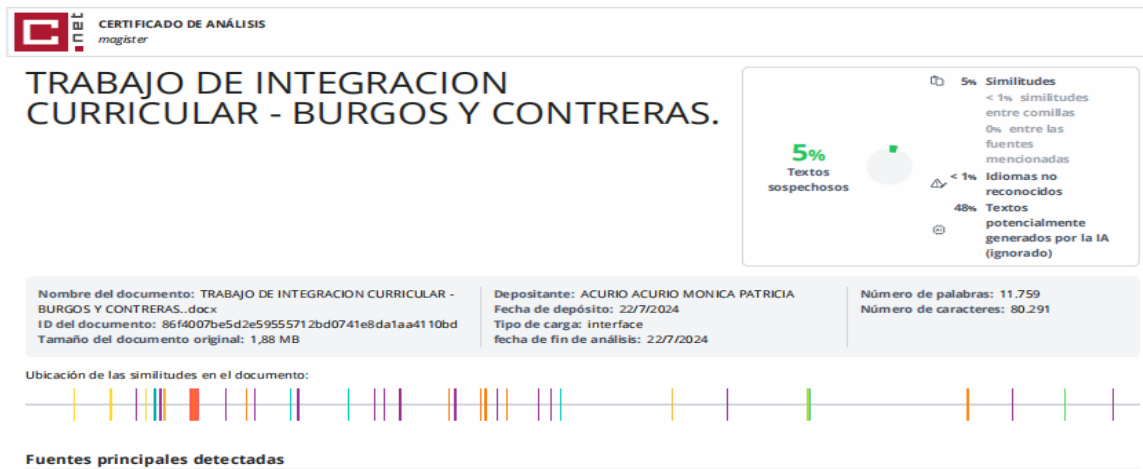 C.net
CERTIFICADO DE ANÁLISIS
magister
TRABAJO DE INTEGRACION
CURRICULAR - BURGOS Y CONTRERAS.
5%
Textos
sospechosos
5% Similitudes
< 1% similitudes
entre comillas
0% entre las
fuentes
mencionadas
< 1% Idiomas no
reconocidos
48% Textos
potencialmente
generados por la IA
(ignorado)
Nombre del documento: TRABAJO DE INTEGRACION CURRICULAR -
BURGOS Y CONTRERAS..docx
ID del documento: 86f4007be5d2e59555712bd0741e8da1aa4110bd
Tamaño del documento original: 1,88 MB
Depositante: ACURIO ACURIO MONICA PATRICIA
Fecha de depósito: 22/7/2024
Tipo de carga: interface
fecha de fin de análisis: 22/7/2024
Número de palabras: 11.759
Número de caracteres: 80.291
Ubicación de las similitudes en el documento:
Fuentes principales detectadas